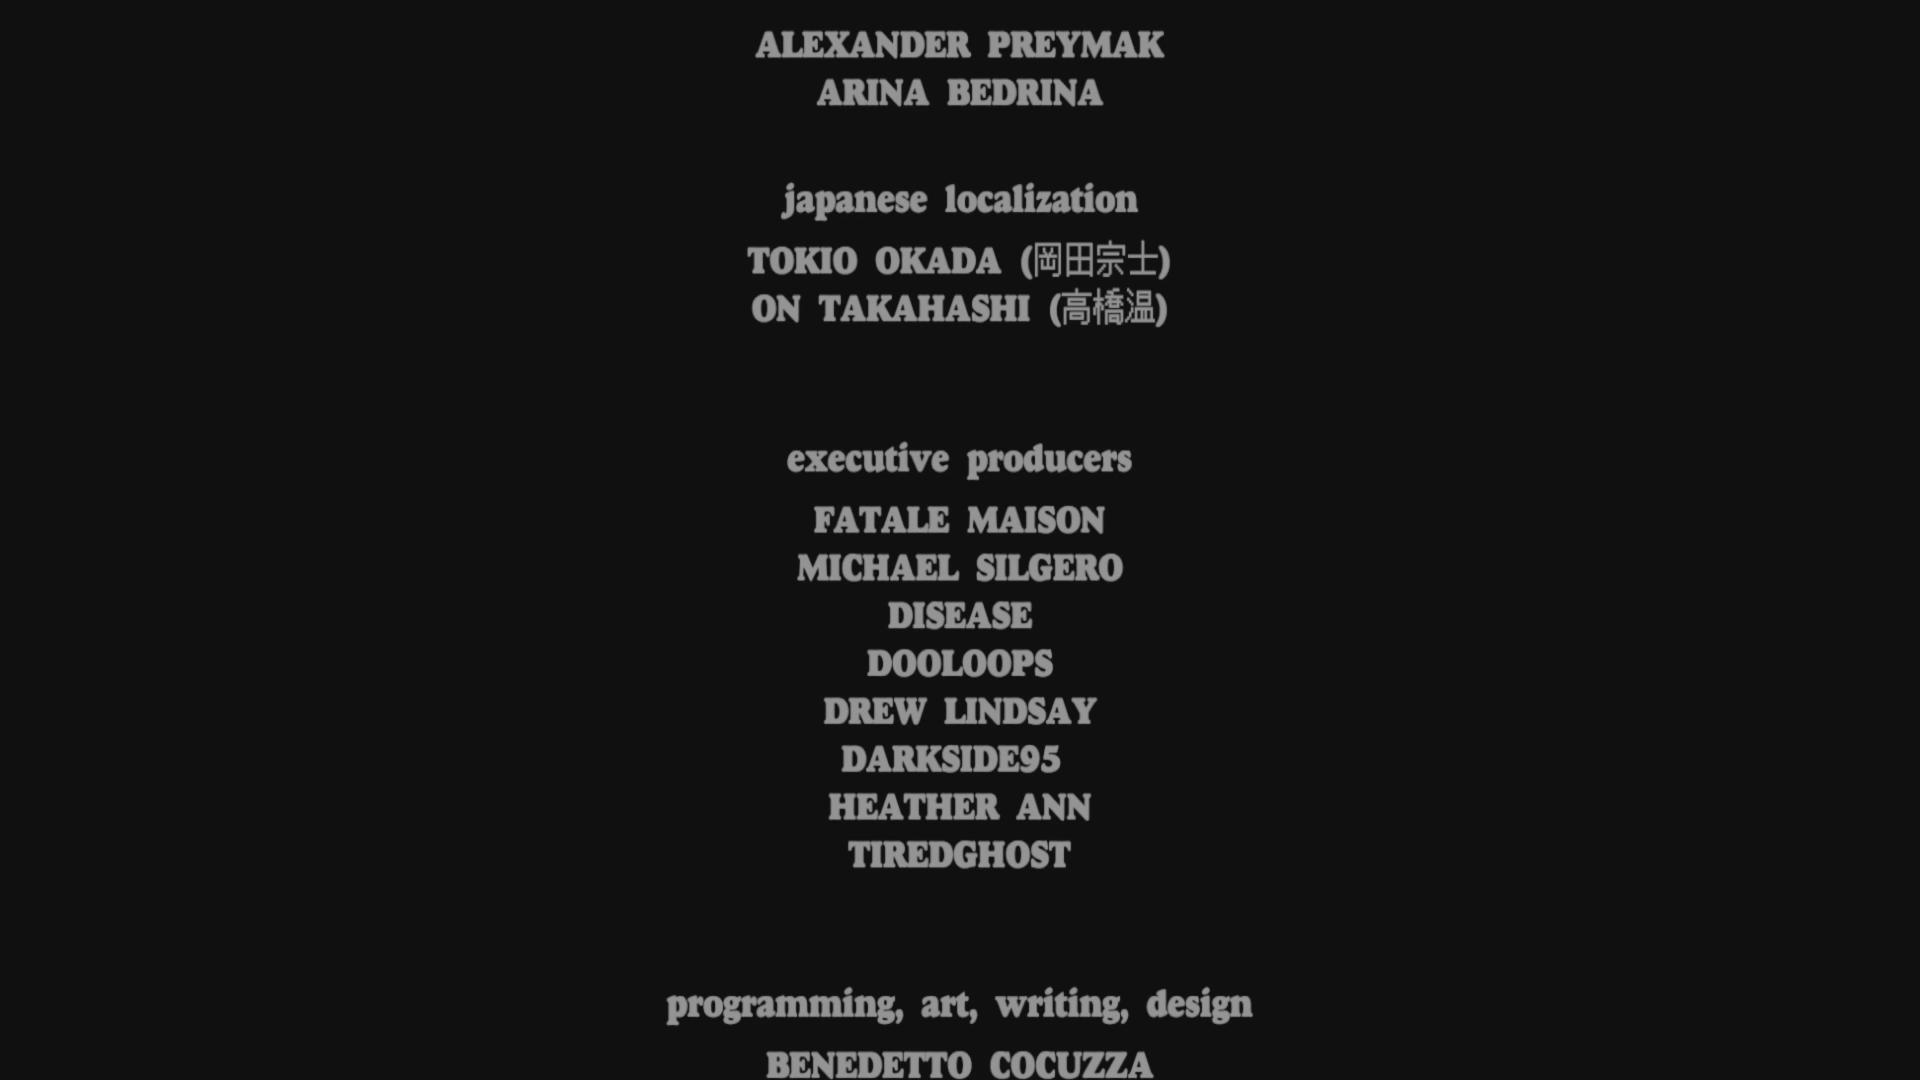 ALEXANDER PREYMAK
ARINA BEDRINA
japanese localization
TOKIO OKADA (岡田宗士)
ON TAKAHASHI (高橋温)
executive producers
FATALE MAISON
MICHAEL SILGERO
DISEASE
DOOLOOPS
DREW LINDSAY
DARKSIDE95
HEATHER ANN
TIREDGHOST
programming, art, writing, design
BENEDETTO COCUZZA